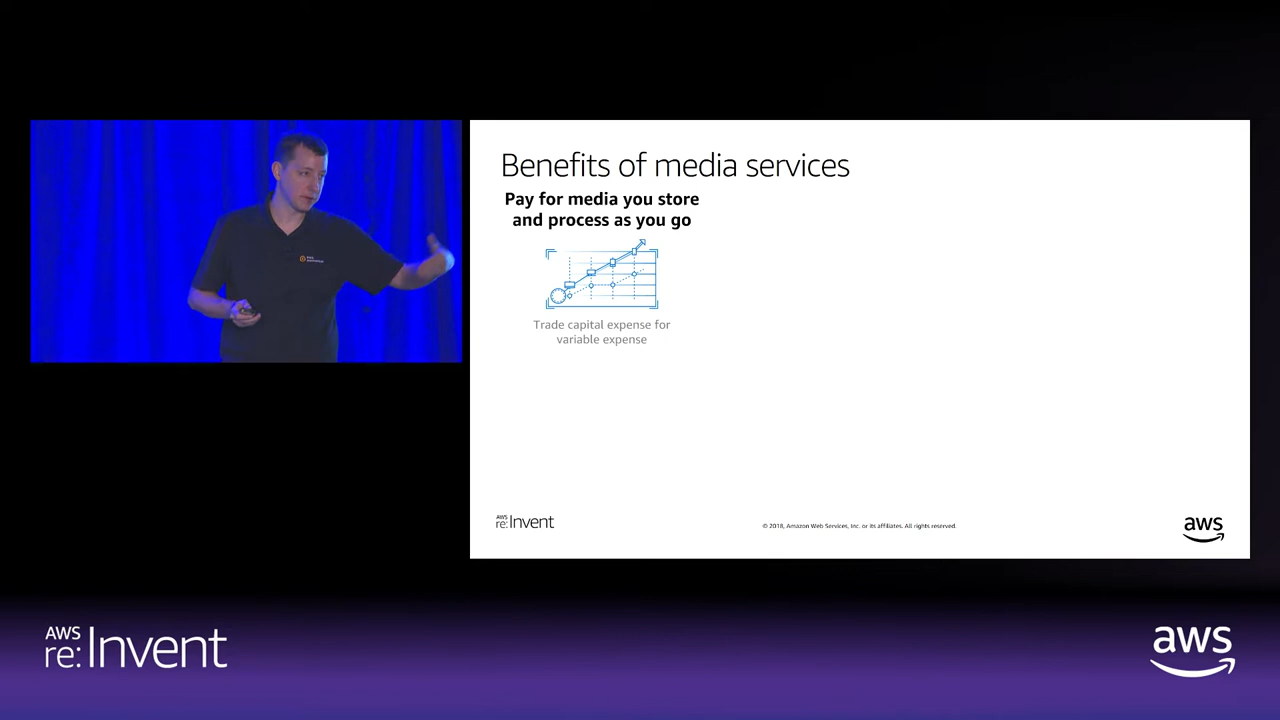 Benefits of media services
Pay for media you store
and process as you go
Trade capital expense for
variable expense
AWS
re:Invent
© 2018, Amazon Web Services, Inc. or its affiliates. All rights reserved.
aws
AWS
re:Invent
aws